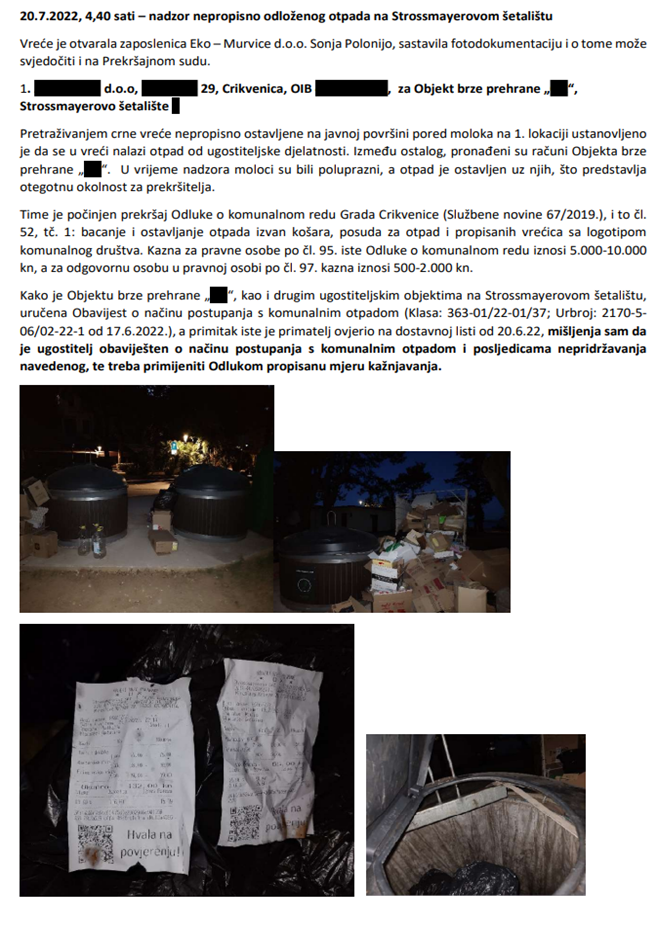 20.7.2022, 4,40 sati – nadzor nepropisno odloženog otpada na Strossmayerovom šetalištu
Vreće je otvarala zaposlenica Eko – Murvice d.o.o. Sonja Polonijo, sastavila fotodokumentaciju i o tome može
svjedočiti i na Prekršajnom sudu.
1. d.o.o, 29, Crikvenica, OIB , za Objekt brze prehrane „ “,
Strossmayerovo šetalište
Pretraživanjem crne vreće nepropisno ostavljene na javnoj površini pored moloka na 1. lokaciji ustanovljeno
je da se u vreći nalazi otpad od ugostiteljske djelatnosti. Između ostalog, pronađeni su računi Objekta brze
prehrane „ “. U vrijeme nadzora moloci su bili poluprazni, a otpad je ostavljen uz njih, što predstavlja
otegotnu okolnost za prekršitelja.
Time je počinjen prekršaj Odluke o komunalnom redu Grada Crikvenice (Službene novine 67/2019.), i to čl.
52, tč. 1: bacanje i ostavljanje otpada izvan košara, posuda za otpad i propisanih vrećica sa logotipom
komunalnog društva. Kazna za pravne osobe po čl. 95. iste Odluke o komunalnom redu iznosi 5.000-10.000
kn, a za odgovornu osobu u pravnoj osobi po čl. 97. kazna iznosi 500-2.000 kn.
Kako je Objektu brze prehrane „ “, kao i drugim ugostiteljskim objektima na Strossmayerovom šetalištu,
uručena Obavijest o načinu postupanja s komunalnim otpadom (Klasa: 363-01/22-01/37; Urbroj: 2170-5-
06/02-22-1 od 17.6.2022.), a primitak iste je primatelj ovjerio na dostavnoj listi od 20.6.22, mišljenja sam da
je ugostitelj obaviješten o načinu postupanja s komunalnim otpadom i posljedicama nepridržavanja
navedenog, te treba primijeniti Odlukom propisanu mjeru kažnjavanja.
Hvala na
povjerenju!